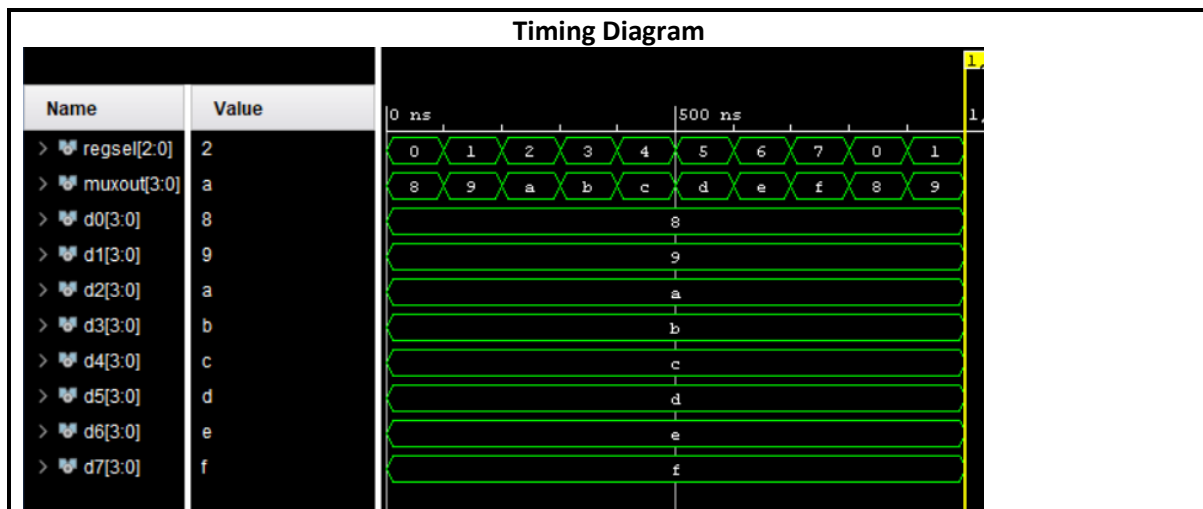 Timing Diagram
1,
Name Value 0 ns 500 ns 1,
> regsel[2:0] 2 0 1 2 3 4 5 6 7 0 1
> muxout[3:0] a 8 9 a b c d e f 8 9
> d0[3:0] 8 8
> d1[3:0] 9 9
> d2[3:0] a a
> d3[3:0] b b
> d4[3:0] c c
> d5[3:0] d d
> d6[3:0] e e
> d7[3:0] f f